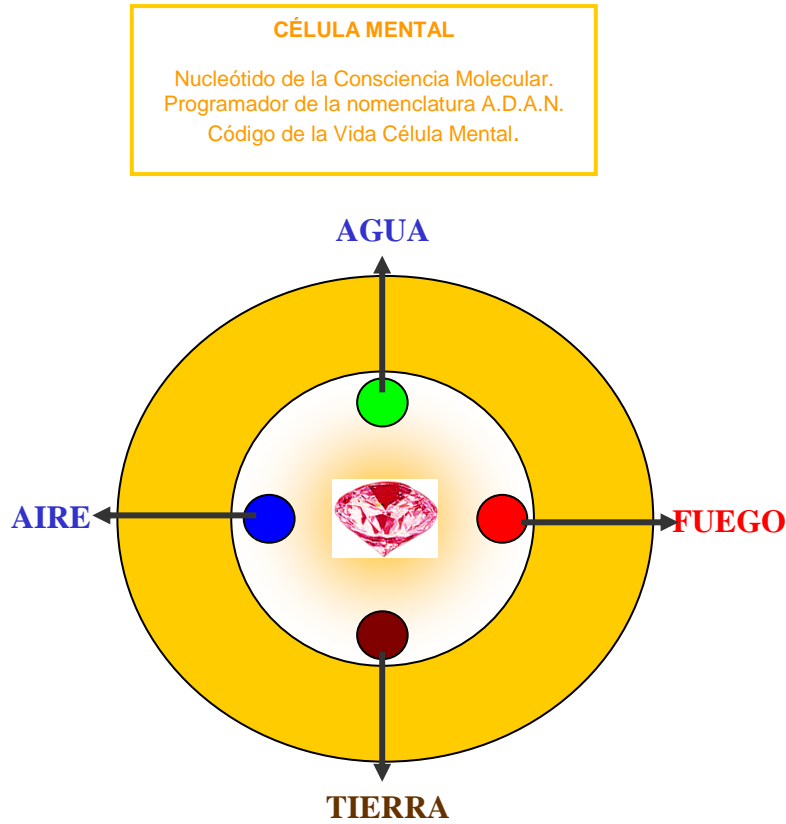 CÉLULA MENTAL
Nucleótido de la Consciencia Molecular.
Programador de la nomenclatura A.D.A.N.
Código de la Vida Célula Mental.
AGUA
AIRE
FUEGO
TIERRA